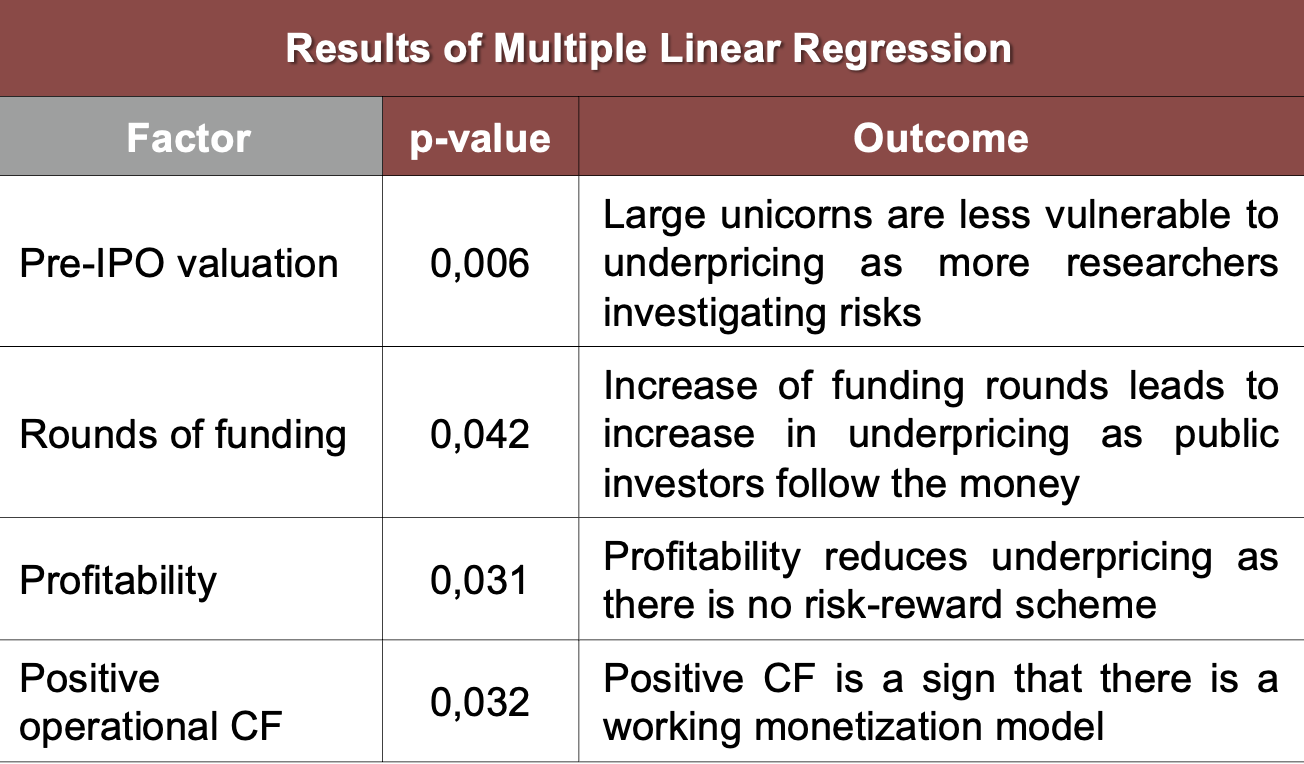 Results of Multiple Linear Regression
Factor
p-value
Outcome
Pre-IPO valuation
0,006
Large unicorns are less vulnerable to
underpricing as more researchers
investigating risks
Rounds of funding
0,042
Increase of funding rounds leads to
increase in underpricing as public
investors follow the money
Profitability
0,031
Profitability reduces underpricing as
there is no risk-reward scheme
Positive
operational CF
0,032
Positive CF is a sign that there is a
working monetization model